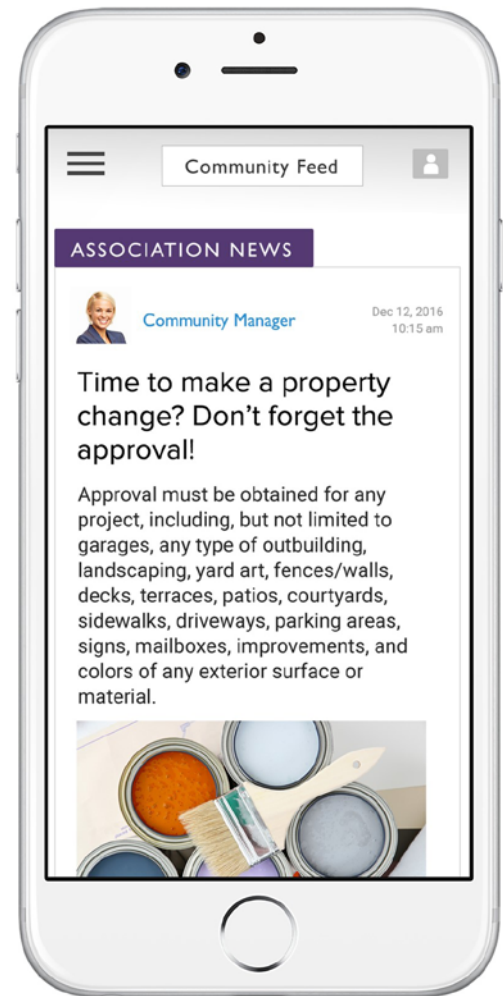 Community Feed
ASSOCIATION NEWS
Community Manager
Dec 12, 2016
10:15 am
Time to make a property
change? Don't forget the
approval!
Approval must be obtained for any
project, including, but not limited to
garages, any type of outbuilding,
landscaping, yard art, fences/walls,
decks, terraces, patios, courtyards,
sidewalks, driveways, parking areas,
signs, mailboxes, improvements, and
colors of any exterior surface or
material.